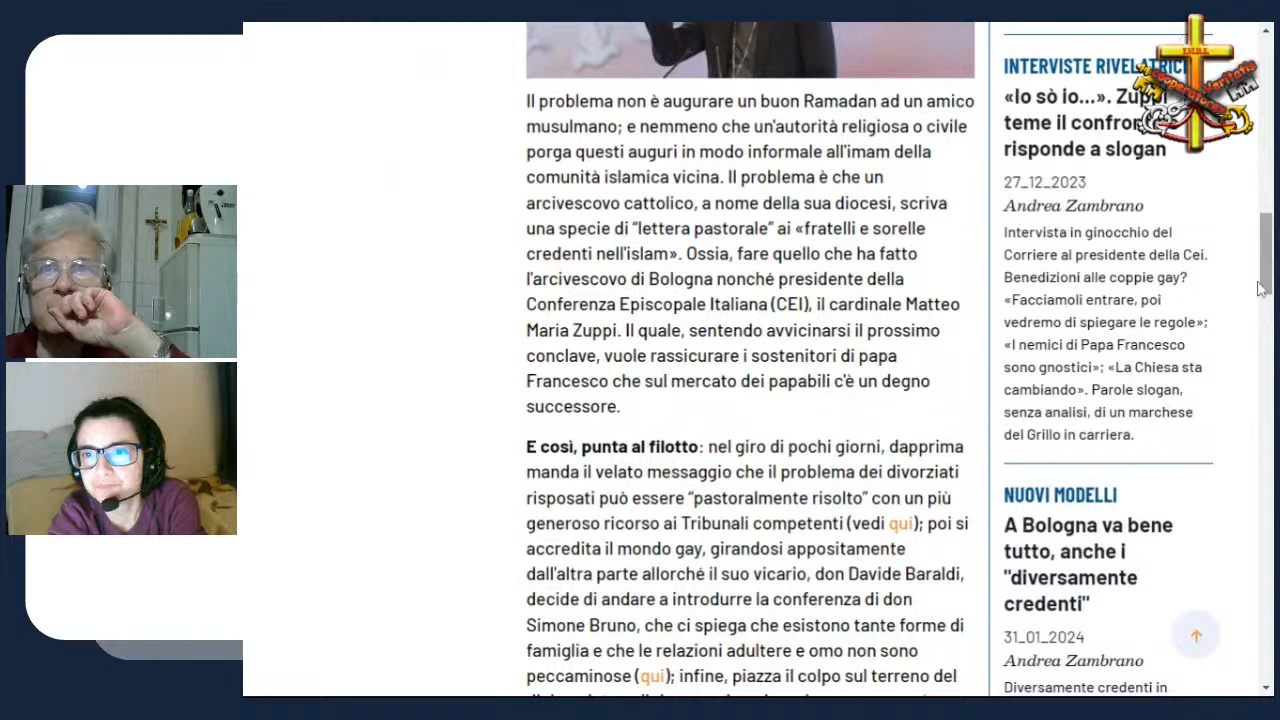 Il problema non è augurare un buon Ramadan ad un amico
musulmano; e nemmeno che un'autorità religiosa o civile
porga questi auguri in modo informale all'imam della
comunità islamica vicina. Il problema è che un
arcivescovo cattolico, a nome della sua diocesi, scriva
una specie di “lettera pastorale” ai «fratelli e sorelle
credenti nell'islam». Ossia, fare quello che ha fatto
l'arcivescovo di Bologna nonché presidente della
Conferenza Episcopale Italiana (CEI), il cardinale Matteo
Maria Zuppi. Il quale, sentendo avvicinarsi il prossimo
conclave, vuole rassicurare i sostenitori di papa
Francesco che sul mercato dei papabili c'è un degno
successore.
E così, punta al filotto: nel giro di pochi giorni, dapprima
manda il velato messaggio che il problema dei divorziati
risposati può essere “pastoralmente risolto” con un più
generoso ricorso ai Tribunali competenti (vedi qui); poi si
accredita il mondo gay, girandosi appositamente
dall'altra parte allorché il suo vicario, don Davide Baraldi,
decide di andare a introdurre la conferenza di don
Simone Bruno, che ci spiega che esistono tante forme di
famiglia e che le relazioni adultere e omo non sono
peccaminose (qui); infine, piazza il colpo sul terreno del
INTERVISTE RIVELATRICI
«Io sò io...». Zuppi
teme il
risponde a slogan
27_12_2023
Andrea Zambrano
Intervista in ginocchio del
Corriere al presidente della Cei.
Benedizioni alle coppie gay?
«Facciamoli entrare, poi
vedremo di spiegare le regole»;
«I nemici di Papa Francesco
sono gnostici»; «La Chiesa sta
cambiando». Parole slogan,
senza analisi, di un marchese
del Grillo in carriera.
NUOVI MODELLI
A Bologna va bene
tutto, anche i
"diversamente
credenti"
31_01_2024
Andrea Zambrano
Diversamente credenti in
I.N.R.I.
Cooperatores Veritatis